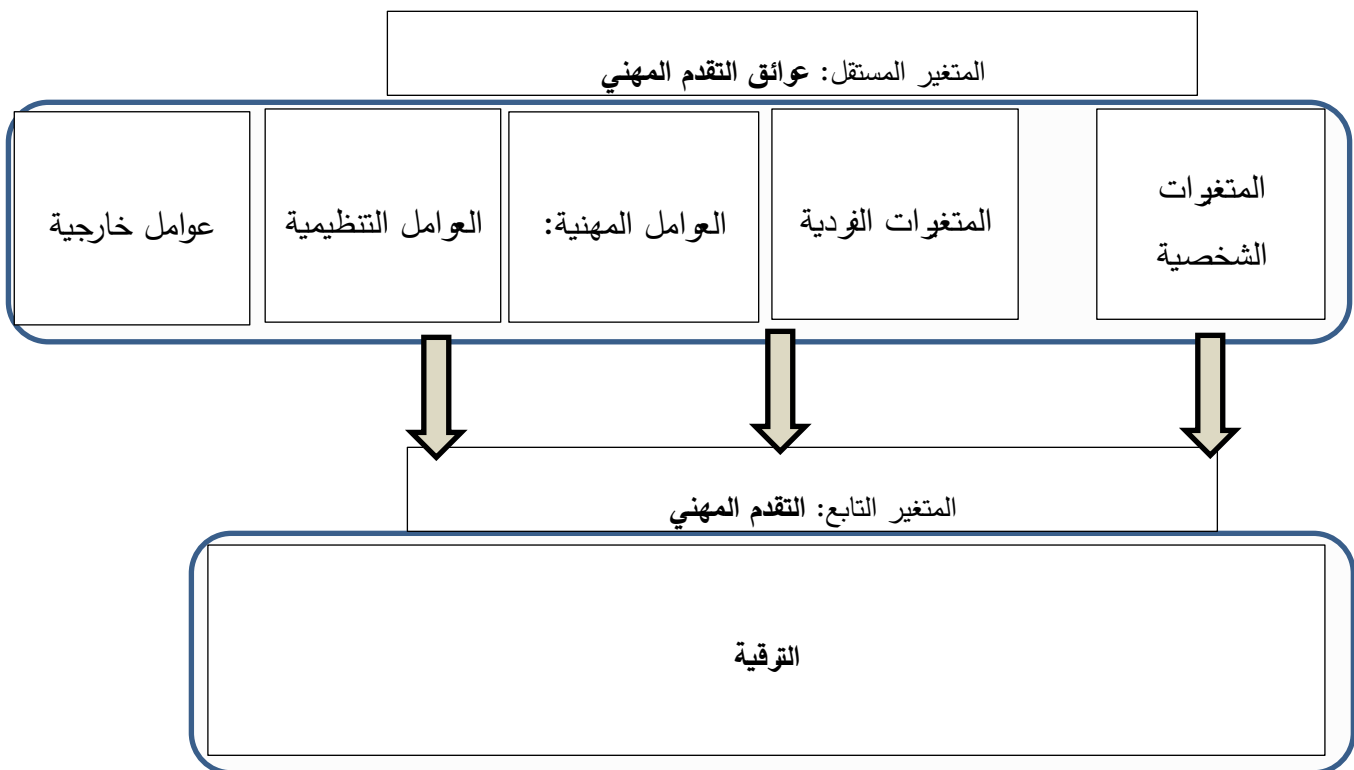 المتغير المستقل: عوائق التقدم المهني
المتغيرات
الشخصية
المتغيرات الفردية
العوامل المهنية:
العوامل التنظيمية
عوامل خارجية
المتغير التابع: التقدم المهني
الترقية